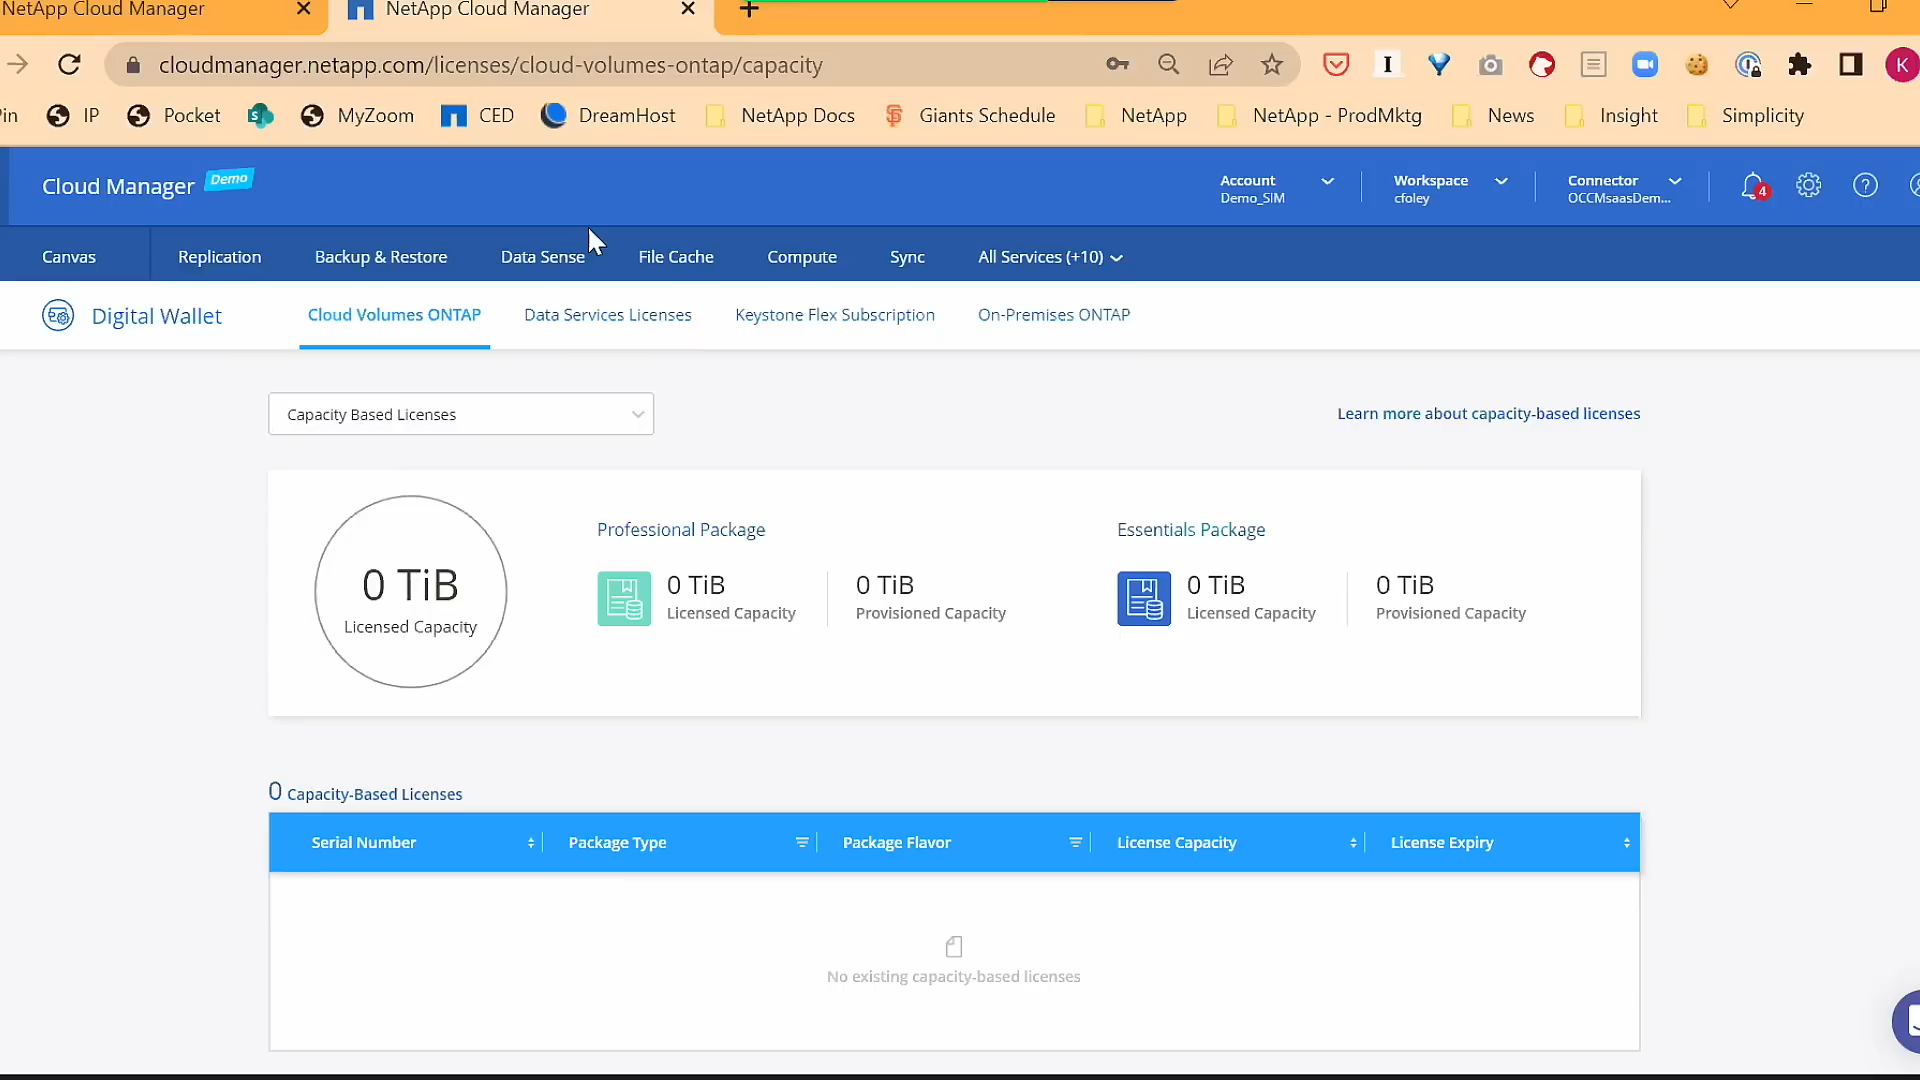 NetApp Cloud Manager
NetApp Cloud Manager
cloudmanager.netapp.com/licenses/cloud-volumes-ontap/capacity
I
K
IP
Pocket
MyZoom
CED
DreamHost
NetApp Docs
Giants Schedule
NetApp
NetApp - ProdMktg
News
Insight
Simplicity
Cloud Manager
Demo
Account
Demo_SIM
Workspace
cfoley
Connector
OCCMsaasDem...
4
Canvas
Replication
Backup & Restore
Data Sense
File Cache
Compute
Sync
All Services (+10)
Digital Wallet
Cloud Volumes ONTAP
Data Services Licenses
Keystone Flex Subscription
On-Premises ONTAP
Capacity Based Licenses
Learn more about capacity-based licenses
0 TiB
Licensed Capacity
Professional Package
0 TiB
Licensed Capacity
0 TiB
Provisioned Capacity
Essentials Package
0 TiB
Licensed Capacity
0 TiB
Provisioned Capacity
0 Capacity-Based Licenses
Serial Number
Package Type
Package Flavor
License Capacity
License Expiry
No existing capacity-based licenses